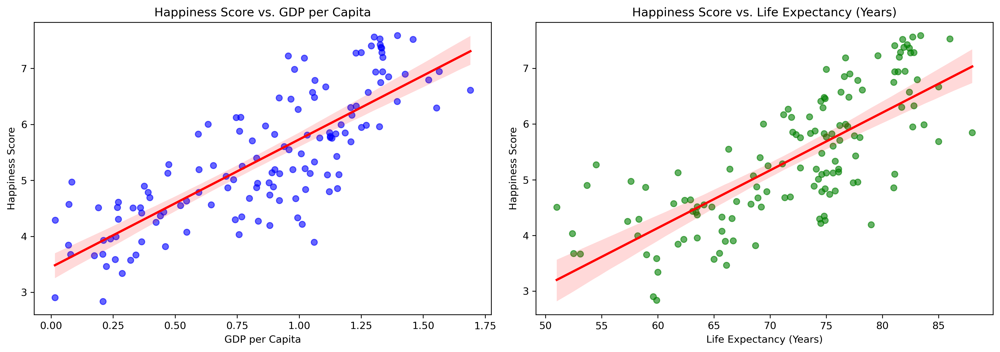 Happiness Score vs. GDP per Capita
Happiness Score
7
6
5
4
3
0.00 0.25 0.50 0.75 1.00 1.25 1.50 1.75
GDP per Capita
Happiness Score vs. Life Expectancy (Years)
Happiness Score
7
6
5
4
3
50 55 60 65 70 75 80 85
Life Expectancy (Years)